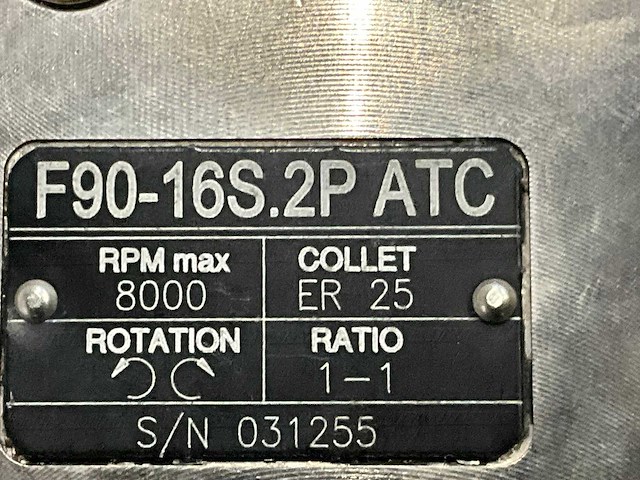 F90-16S.2P ATC
RPM max COLLET
8000 ER 25
ROTATION RATIO
1-1
S/N 031255